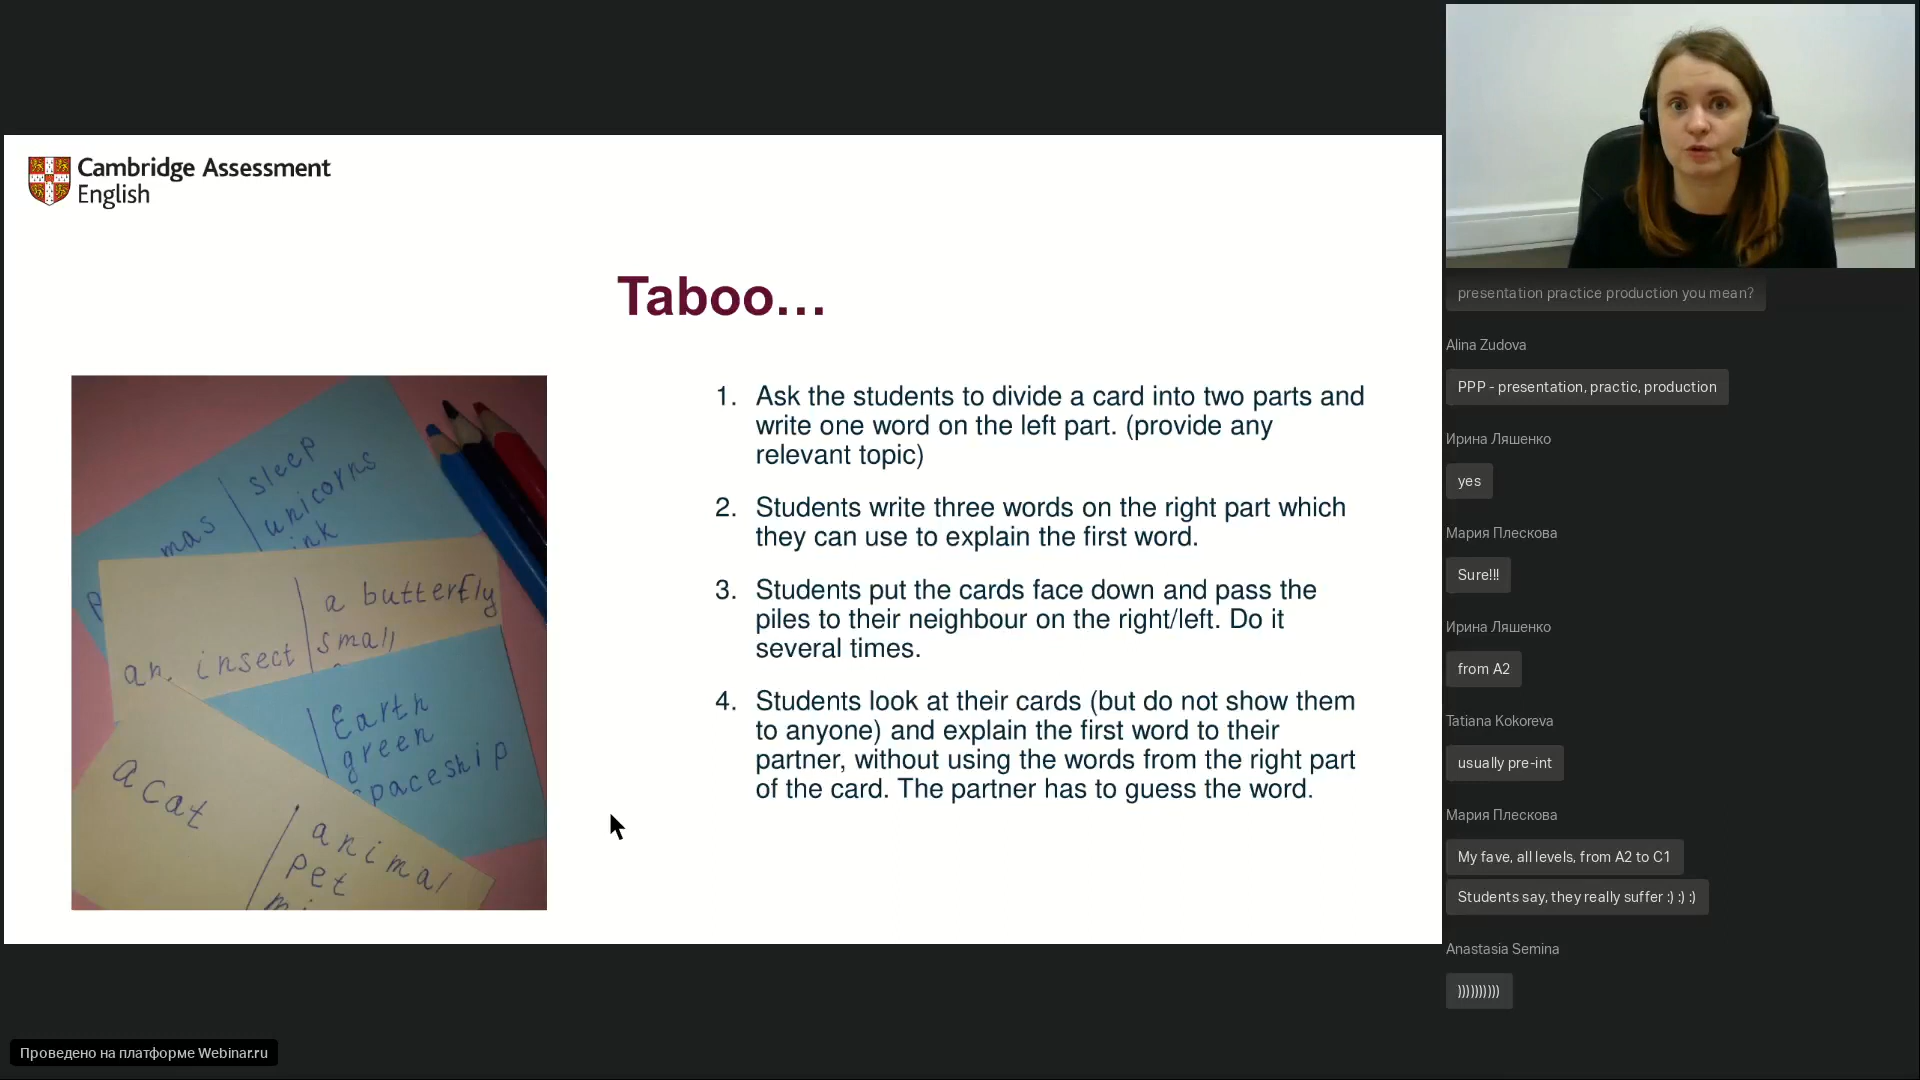 Cambridge Assessment
English
Taboo...
sleep
unicorns
mas
a butterfly
an insect
small
Earth
green
spaceship
a cat
animal
pet
1. Ask the students to divide a card into two parts and
write one word on the left part. (provide any
relevant topic)
2. Students write three words on the right part which
they can use to explain the first word.
3. Students put the cards face down and pass the
piles to their neighbour on the right/left. Do it
several times.
4. Students look at their cards (but do not show them
to anyone) and explain the first word to their
partner, without using the words from the right part
of the card. The partner has to guess the word.
presentation practice production you mean?
Alina Zudova
PPP - presentation, practic, production
Ирина Ляшенко
yes
Мария Плескова
Sure!!!
Ирина Ляшенко
from A2
Tatiana Kokoreva
usually pre-int
Мария Плескова
My fave, all levels, from A2 to C1
Students say, they really suffer :) :) :)
Anastasia Semina
))))))))))
Проведено на платформе Webinar.ru